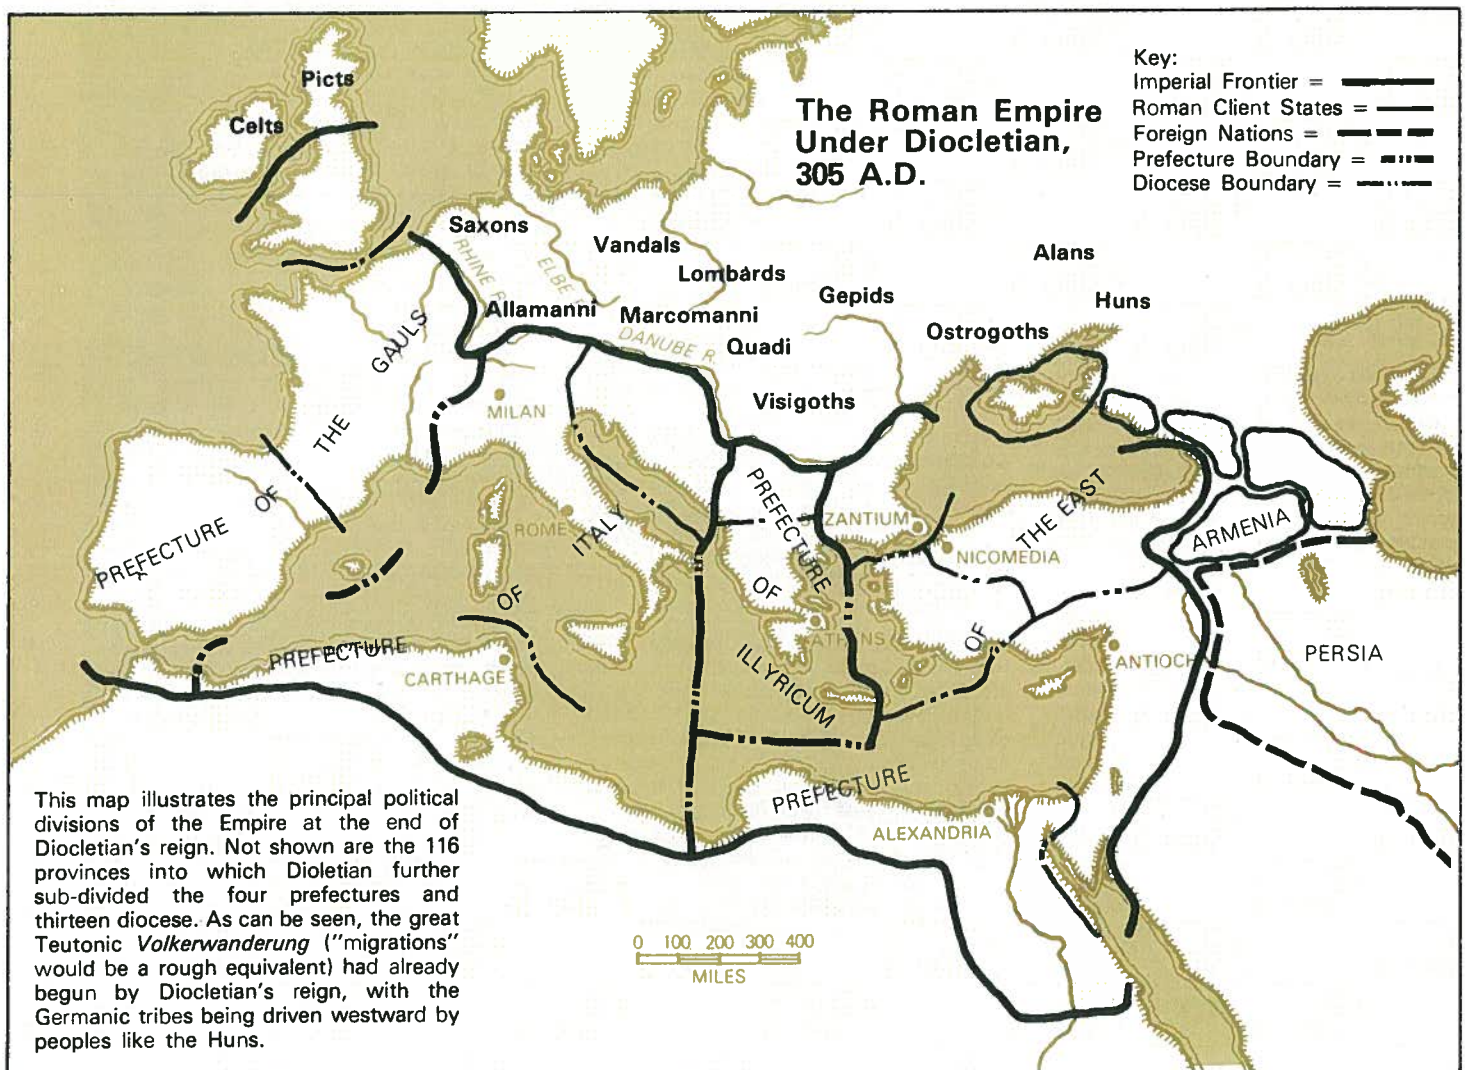 The Roman Empire
Under Diocletian,
305 A.D.
Key:
Imperial Frontier =
Roman Client States =
Foreign Nations =
Prefecture Boundary =
Diocese Boundary =
Picts
Celts
Saxons
Vandals
Lombards
Alans
Huns
Gepids
Ostrogoths
Allamanni
Marcomanni
Quadi
Visigoths
RHINE R.
ELBE R.
DANUBE R.
PREFECTURE OF THE GAULS
MILAN
ROME
PREFECTURE OF ITALY
CARTHAGE
PREFECTURE OF ILLYRICUM
BYZANTIUM
NICOMEDIA
ATHENS
PREFECTURE OF THE EAST
ARMENIA
ANTIOCH
PERSIA
ALEXANDRIA
This map illustrates the principal political
divisions of the Empire at the end of
Diocletian's reign. Not shown are the 116
provinces into which Dioletian further
sub-divided the four prefectures and
thirteen diocese. As can be seen, the great
Teutonic Volkerwanderung ("migrations"
would be a rough equivalent) had already
begun by Diocletian's reign, with the
Germanic tribes being driven westward by
peoples like the Huns.
0 100 200 300 400
MILES